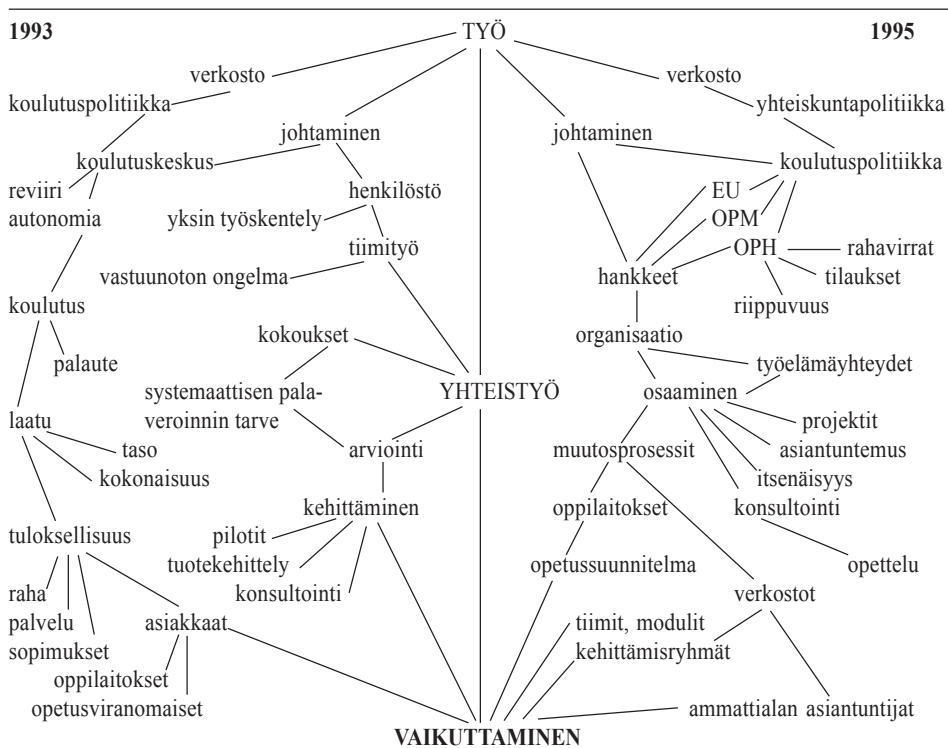 1993 TYÖ 1995
verkosto verkosto
koulutuspolitiikka yhteiskuntapolitiikka
johtaminen johtaminen
koulutuskeskus koulutuspolitiikka
reviiri henkilöstö EU
autonomia yksin työskentely OPM
tiimityö OPH rahavirrat
vastuunoton ongelma hankkeet tilaukset
koulutus riippuvuus
kokoukset organisaatio
palaute työelämäyhteydet
systemaattisen pala- YHTEISTYÖ osaaminen
laatu veroinnin tarve projektit
taso arviointi muutosprosessit asiantuntemus
kokonaisuus itsenäisyys
kehittäminen oppilaitokset konsultointi
tuloksellisuus pilotit
tuotekehittely opetussuunnitelma opettelu
raha konsultointi verkostot
palvelu asiakkaat tiimit, modulit
sopimukset kehittämisryhmät
oppilaitokset
opetusviranomaiset ammattialan asiantuntijat
VAIKUTTAMINEN